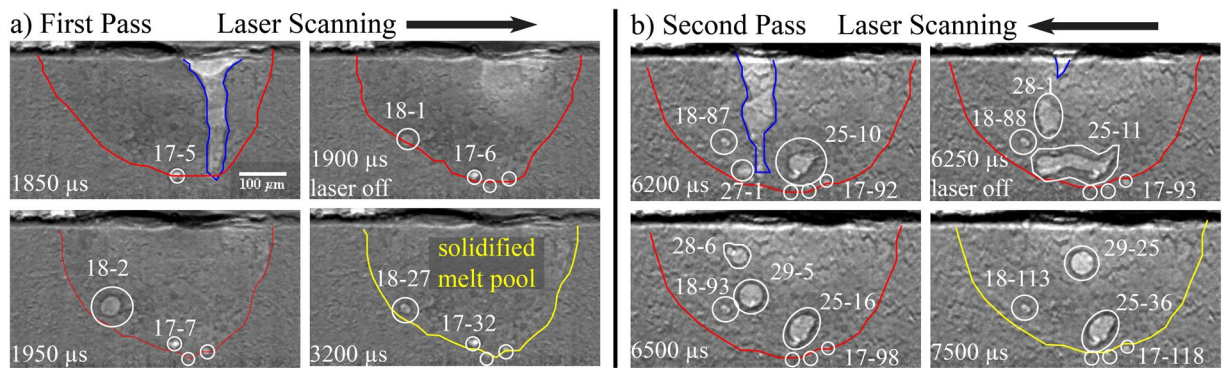 a) First Pass Laser Scanning
17-5
1850 µs
100 µm
18-1
17-6
1900 µs
laser off
18-2
17-7
1950 µs
solidified
melt pool
18-27
17-32
3200 µs
b) Second Pass Laser Scanning
18-87
25-10
27-1
17-92
6200 µs
28-1
18-88
25-11
6250 µs
laser off
17-93
28-6
29-5
18-93
25-16
6500 µs
17-98
29-25
18-113
25-36
7500 µs
17-118